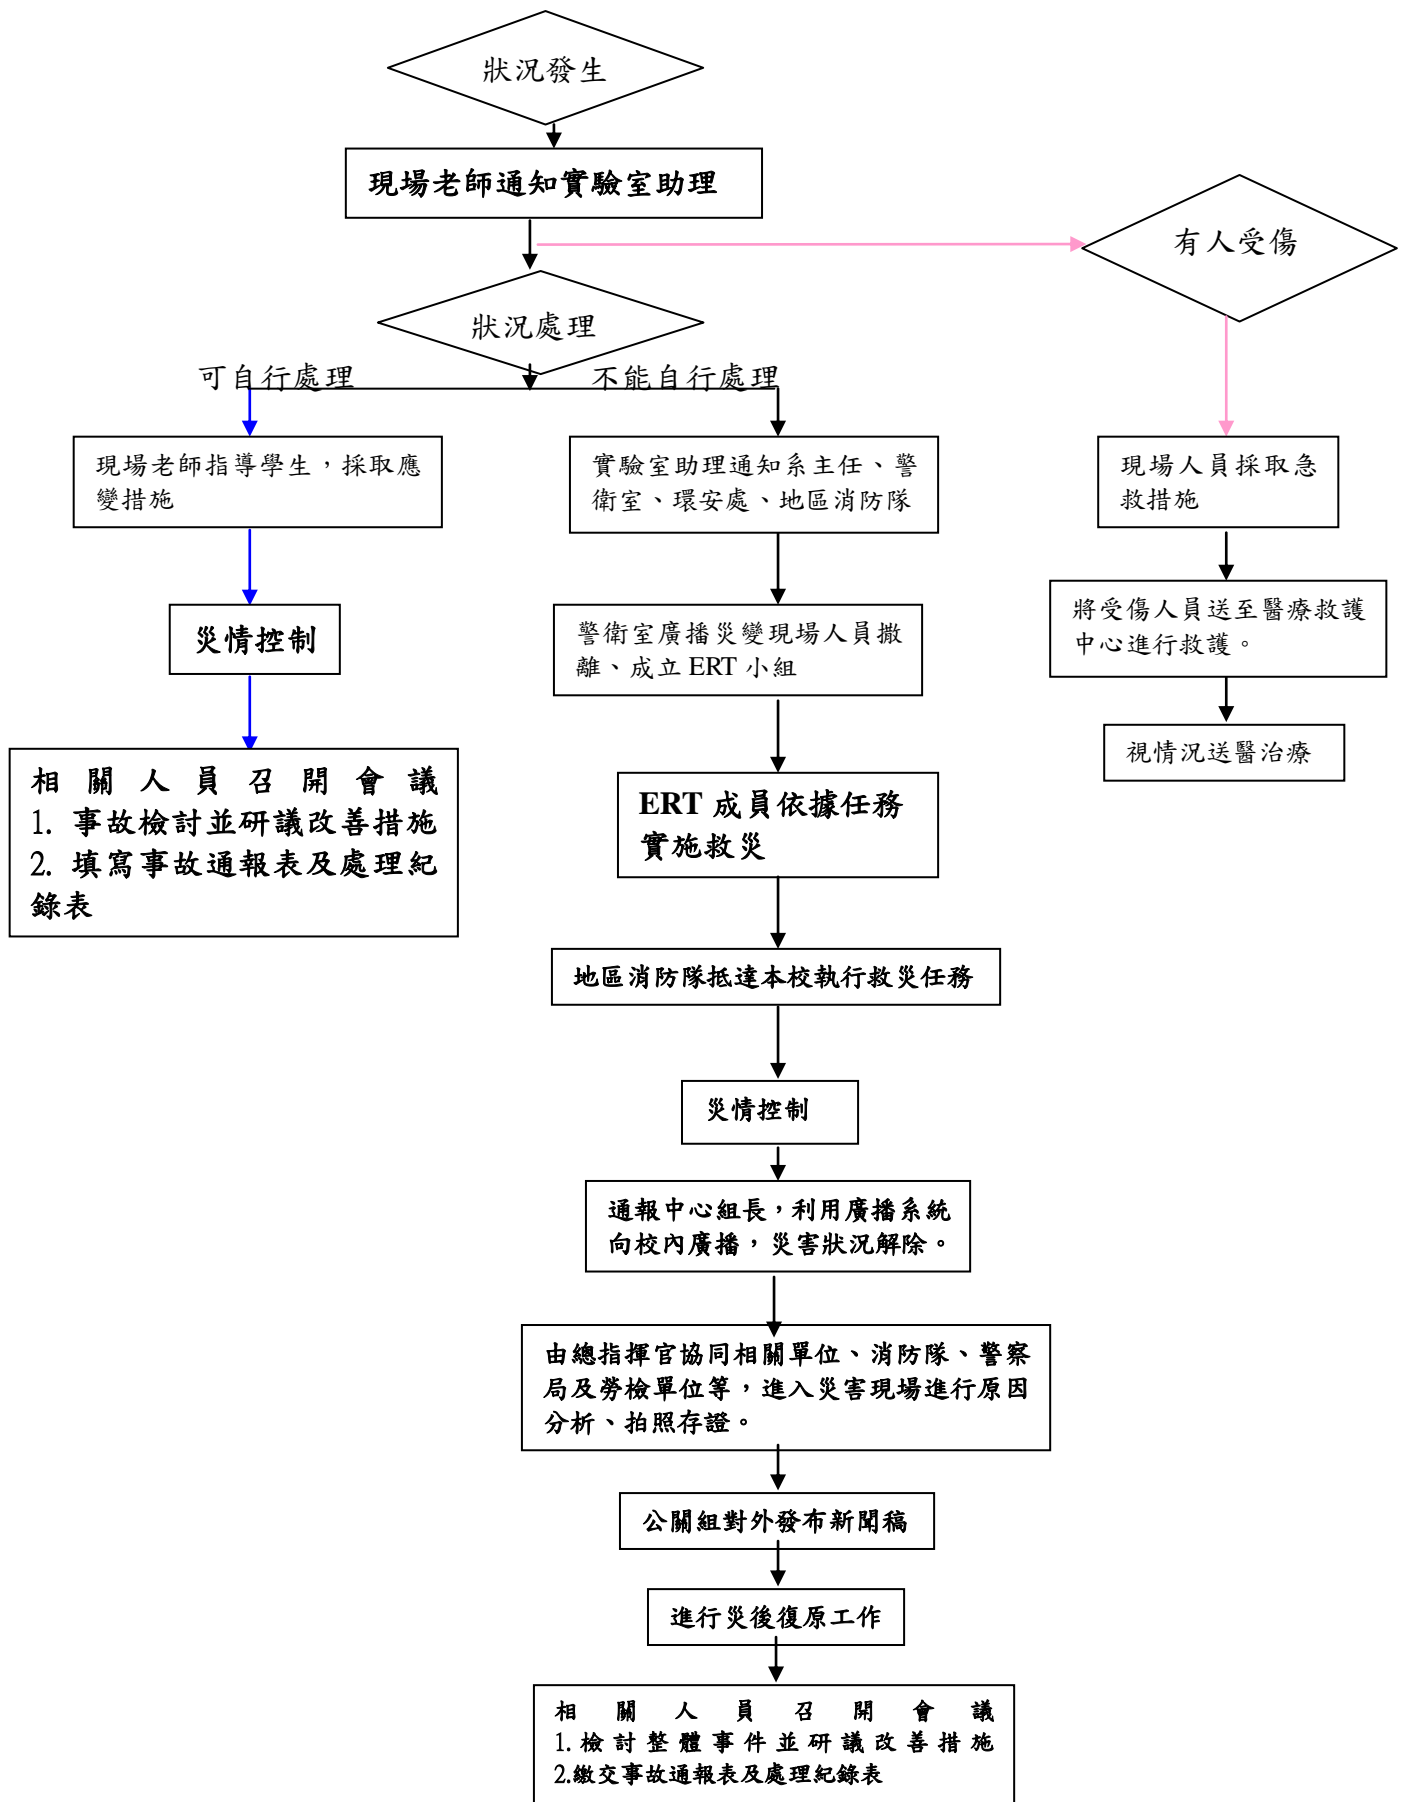 狀況發生
現場老師通知實驗室助理
有人受傷
狀況處理
可自行處理
不能自行處理
現場老師指導學生，採取應
變措施
實驗室助理通知系主任、警
衛室、環安處、地區消防隊
現場人員採取急
救措施
災情控制
警衛室廣播災變現場人員撤
離、成立 ERT 小組
將受傷人員送至醫療救護
中心進行救護。
視情況送醫治療
相關人員召開會議
1. 事故檢討並研議改善措施
2. 填寫事故通報表及處理紀
錄表
ERT 成員依據任務
實施救災
地區消防隊抵達本校執行救災任務
災情控制
通報中心組長，利用廣播系統
向校內廣播，災害狀況解除。
由總指揮官協同相關單位、消防隊、警察
局及勞檢單位等，進入災害現場進行原因
分析、拍照存證。
公關組對外發布新聞稿
進行災後復原工作
相關人員召開會議
1.檢討整體事件並研議改善措施
2.繳交事故通報表及處理紀錄表